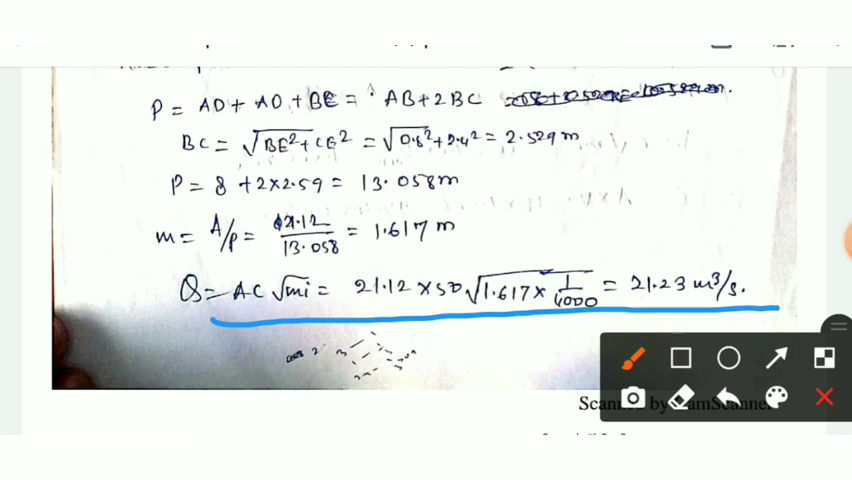 P = AD + AD + BE = AB + 2BC
BC = √BE² + CE² = √0.8² + 2.4² = 2.529 m
P = 8 + 2×2.59 = 13.058m
m = A/P = 21.12/13.058 = 1.617 m
Q = AC √mi = 21.12 × 50 √1.617 × 1/4000 = 21.23 m³/s.
Scanned by CamScanner